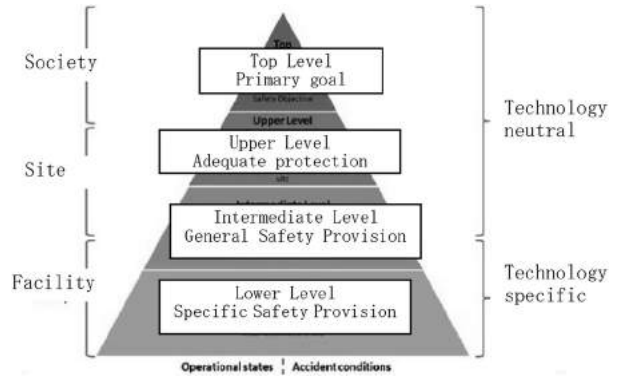 Top
Society
Top Level
Primary goal
Safety Objective
Technology
neutral
Upper Level
Upper Level
Adequate protection
Site
Intermediate Level
General Safety Provision
Facility
Technology
specific
Lower Level
Specific Safety Provision
Operational states
Accident conditions